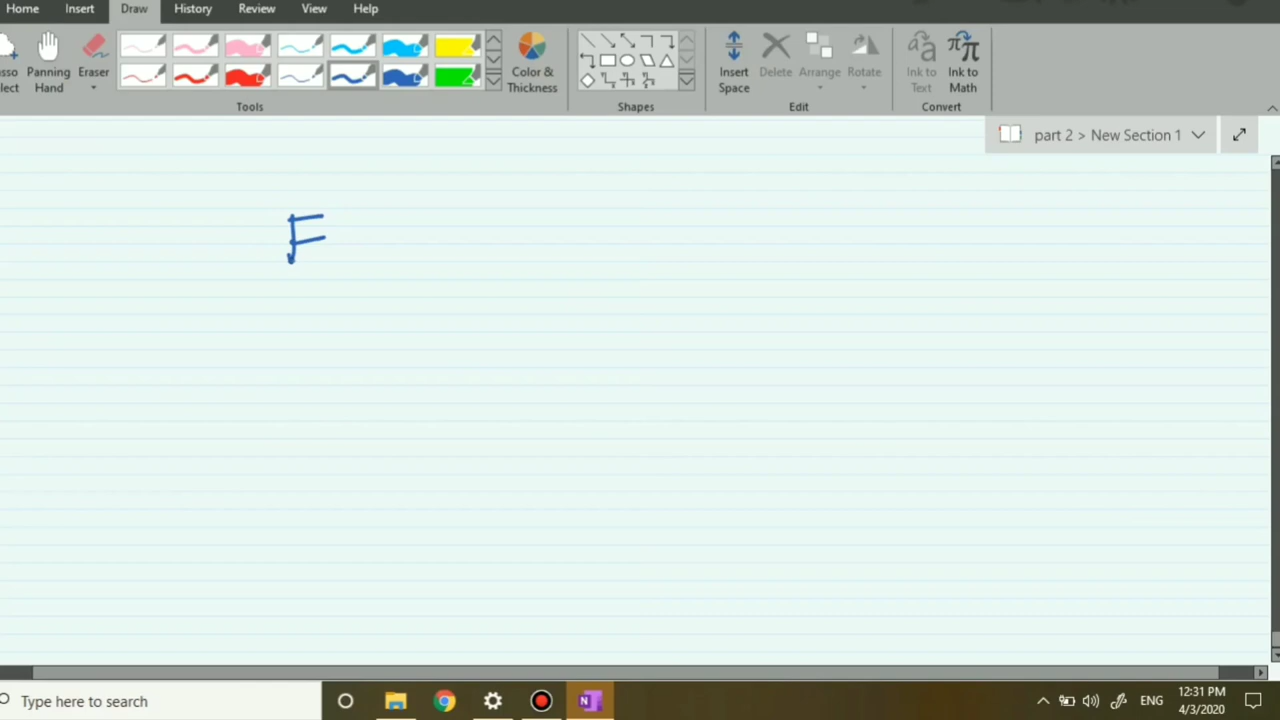 Home Insert Draw History Review View Help
Panning Hand Eraser Color & Thickness Insert Space Delete Arrange Rotate Ink to Text Ink to Math
Tools Shapes Edit Convert
part 2 > New Section 1
F
Type here to search
ENG
12:31 PM
4/3/2020